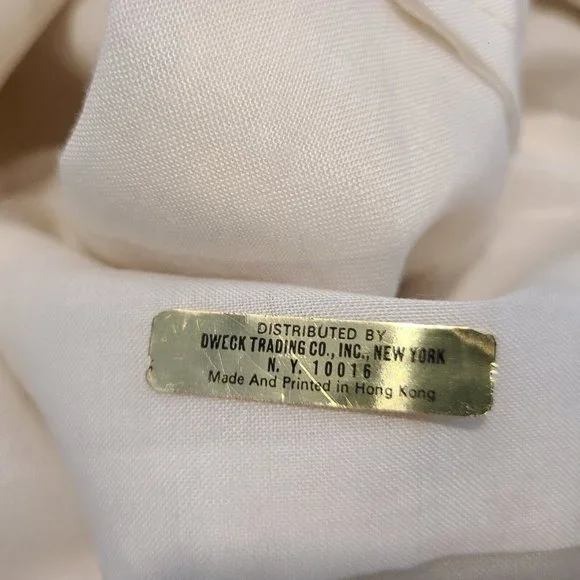 DISTRIBUTED BY
DWECK TRADING CO., INC., NEW YORK
N. Y. 10016
Made And Printed in Hong Kong